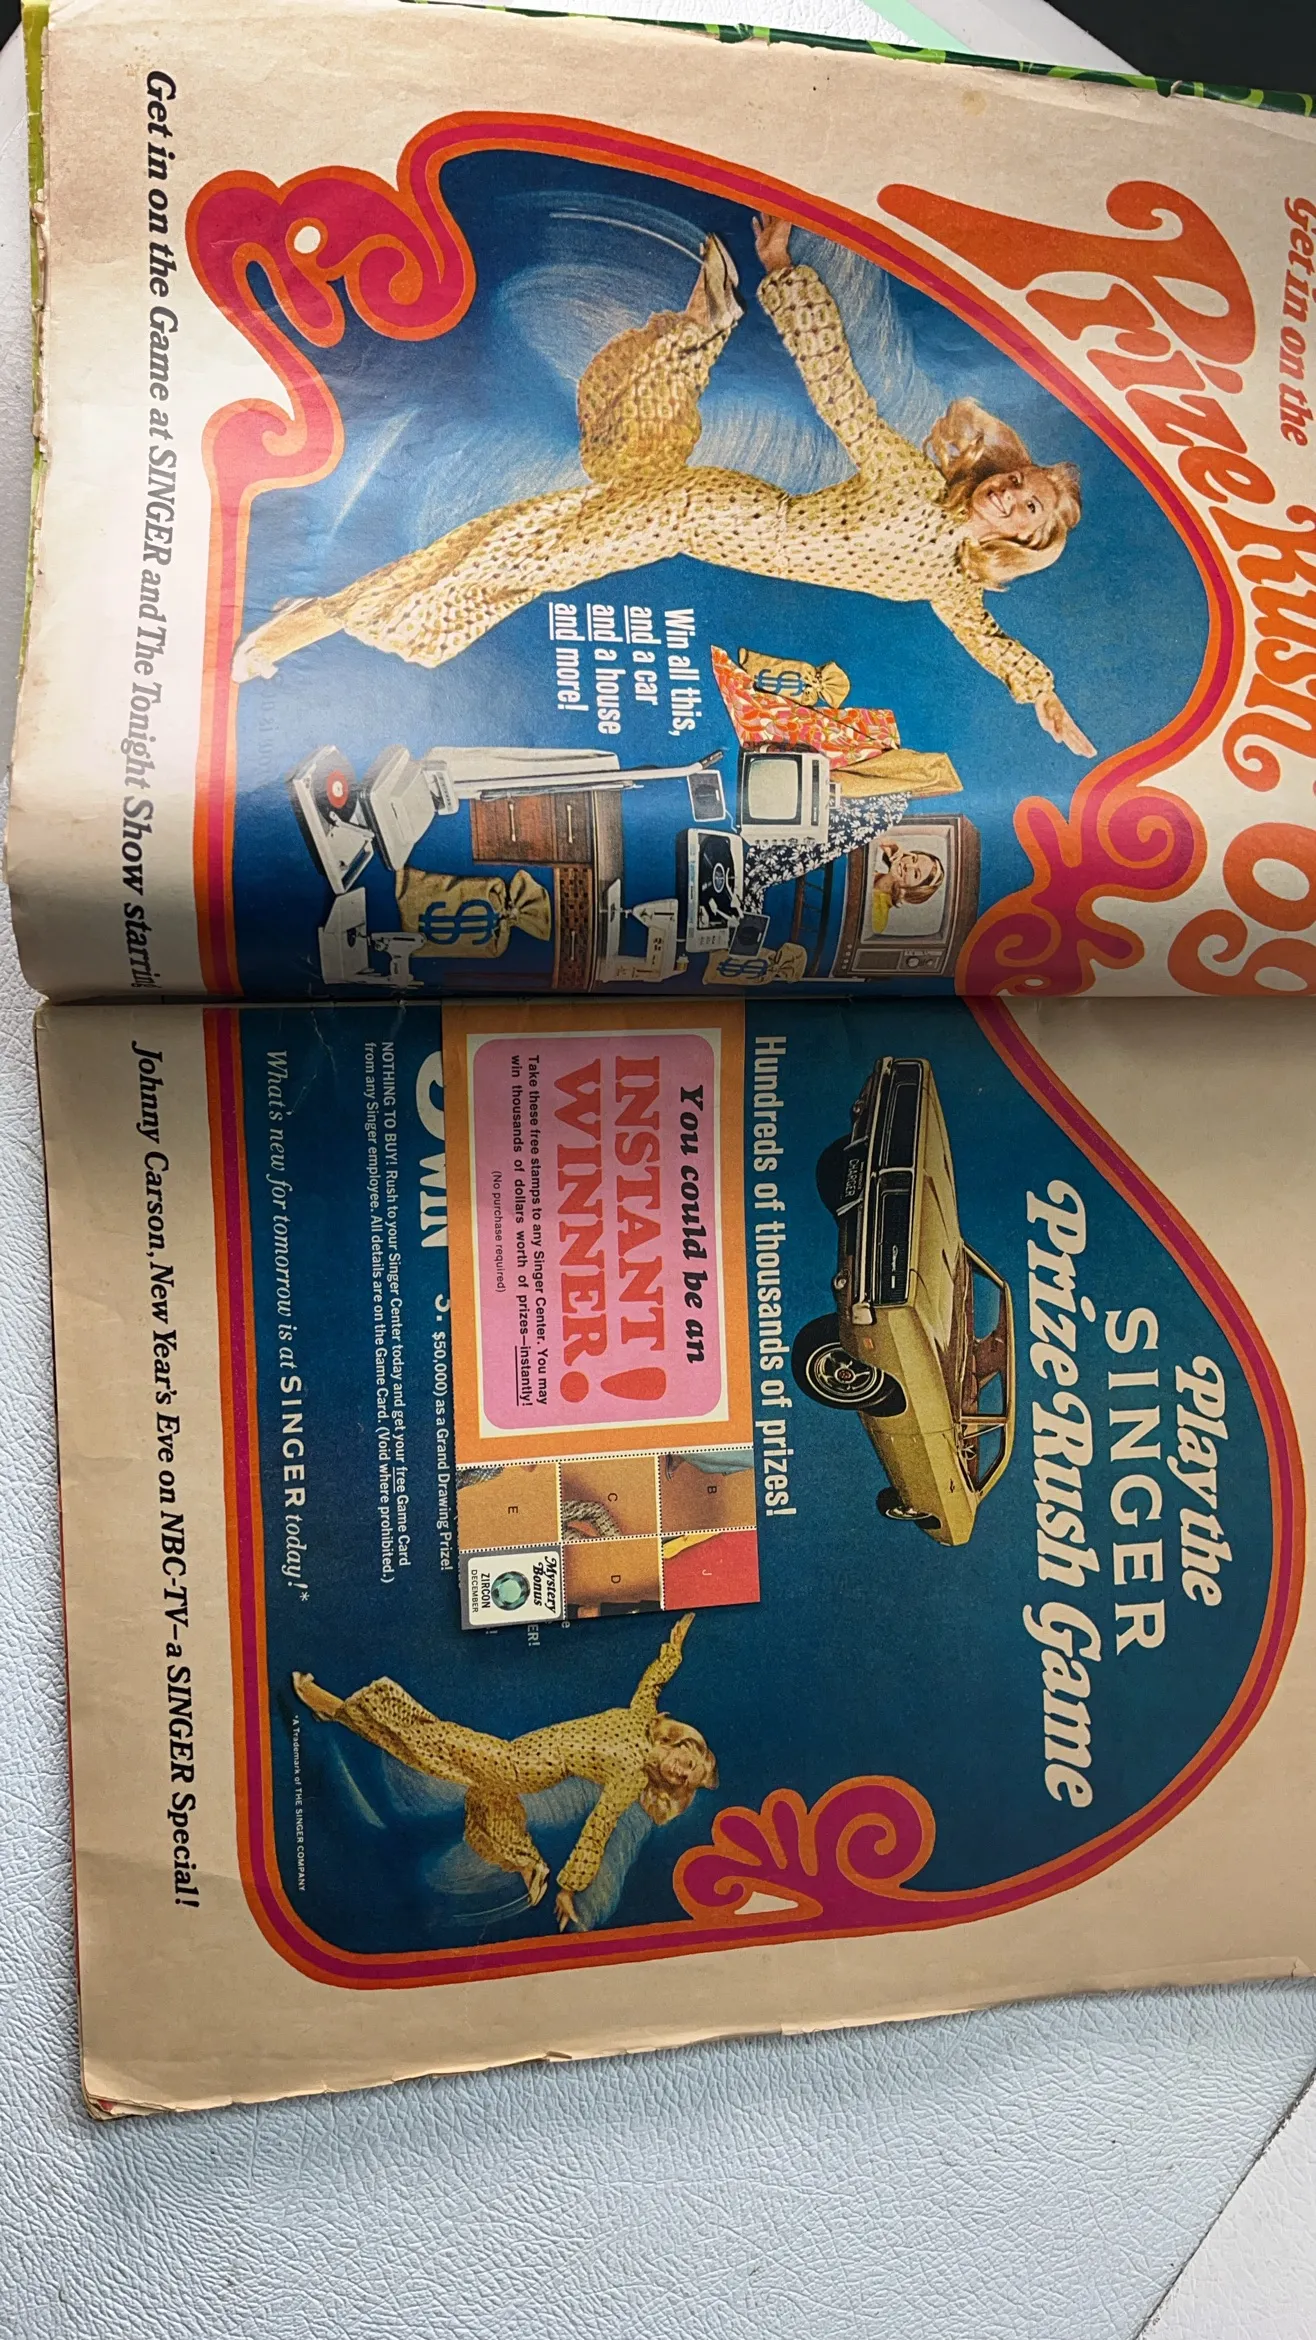 get in on the
Prize Rush
Win all this,
and a car
and a house
and more!
$
$
$
Get in on the Game at SINGER and The Tonight Show starring
Play the
SINGER
Prize Rush Game
CHARGER
Hundreds of thousands of prizes!
You could be an
INSTANT
WINNER!
Take these free stamps to any Singer Center. You may
win thousands of dollars worth of prizes—instantly!
(No purchase required)
B
J
C
D
E
Mystery
Bonus
ZIRCON
DECEMBER
ER!
WIN
3. $50,000) as a Grand Drawing Prize!
NOTHING TO BUY! Rush to your Singer Center today and get your free Game Card
from any Singer employee. All details are on the Game Card. (Void where prohibited.)
What's new for tomorrow is at SINGER today!*
*A Trademark of THE SINGER COMPANY
Johnny Carson, New Year's Eve on NBC-TV—a SINGER Special!